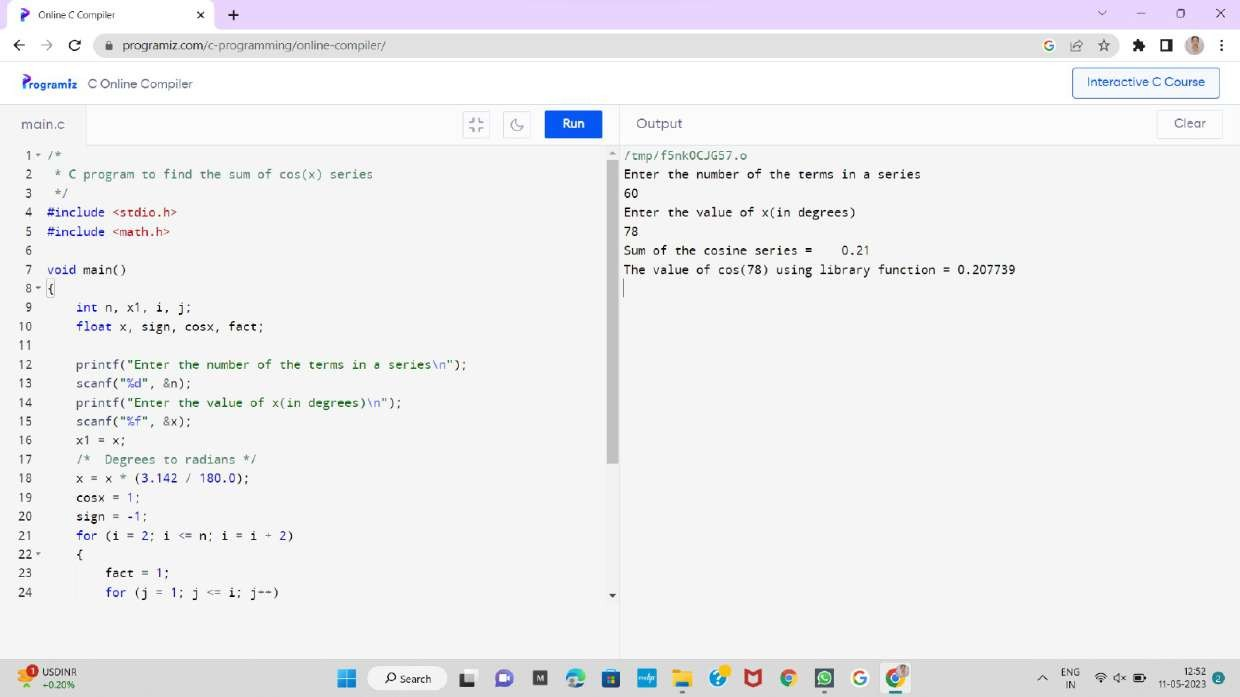 Online C Compiler
programiz.com/c-programming/online-compiler/
Programiz C Online Compiler
Interactive C Course
main.c
Run
Output
Clear
1 /*
2 * C program to find the sum of cos(x) series
3 */
4 #include <stdio.h>
5 #include <math.h>
6
7 void main()
8 {
9 int n, x1, i, j;
10 float x, sign, cosx, fact;
11
12 printf("Enter the number of the terms in a series\n");
13 scanf("%d", &n);
14 printf("Enter the value of x(in degrees)\n");
15 scanf("%f", &x);
16 x1 = x;
17 /*  Degrees to radians */
18 x = x * (3.142 / 180.0);
19 cosx = 1;
20 sign = -1;
21 for (i = 2; i <= n; i = i + 2)
22 {
23 fact = 1;
24 for (j = 1; j <= i; j++)
/tmp/f5nkOCJG57.o
Enter the number of the terms in a series
60
Enter the value of x(in degrees)
78
Sum of the cosine series =    0.21
The value of cos(78) using library function = 0.207739
1
USDINR
+0.20%
Search
M
ENG
IN
12:52
11-05-2023
2